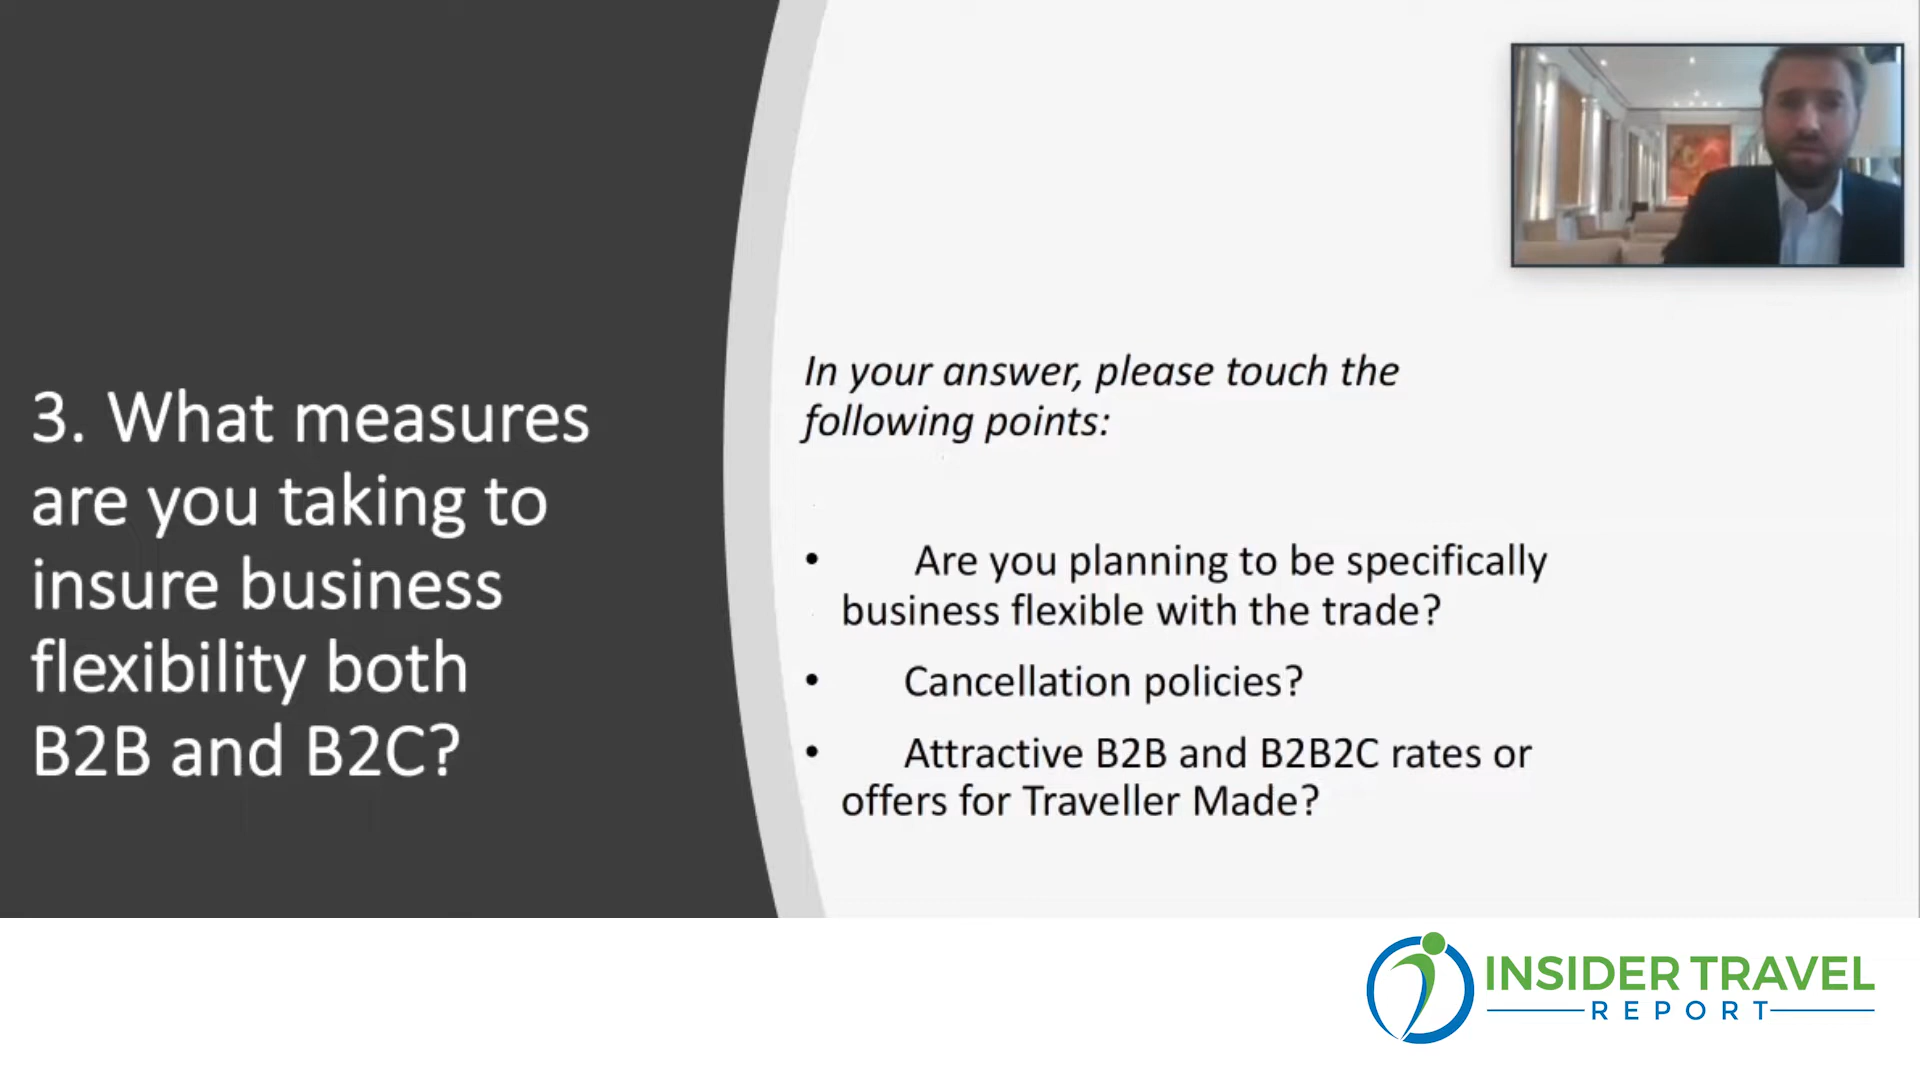 3. What measures
are you taking to
insure business
flexibility both
B2B and B2C?
In your answer, please touch the
following points:
• Are you planning to be specifically
business flexible with the trade?
• Cancellation policies?
• Attractive B2B and B2B2C rates or
offers for Traveller Made?
INSIDER TRAVEL
REPORT